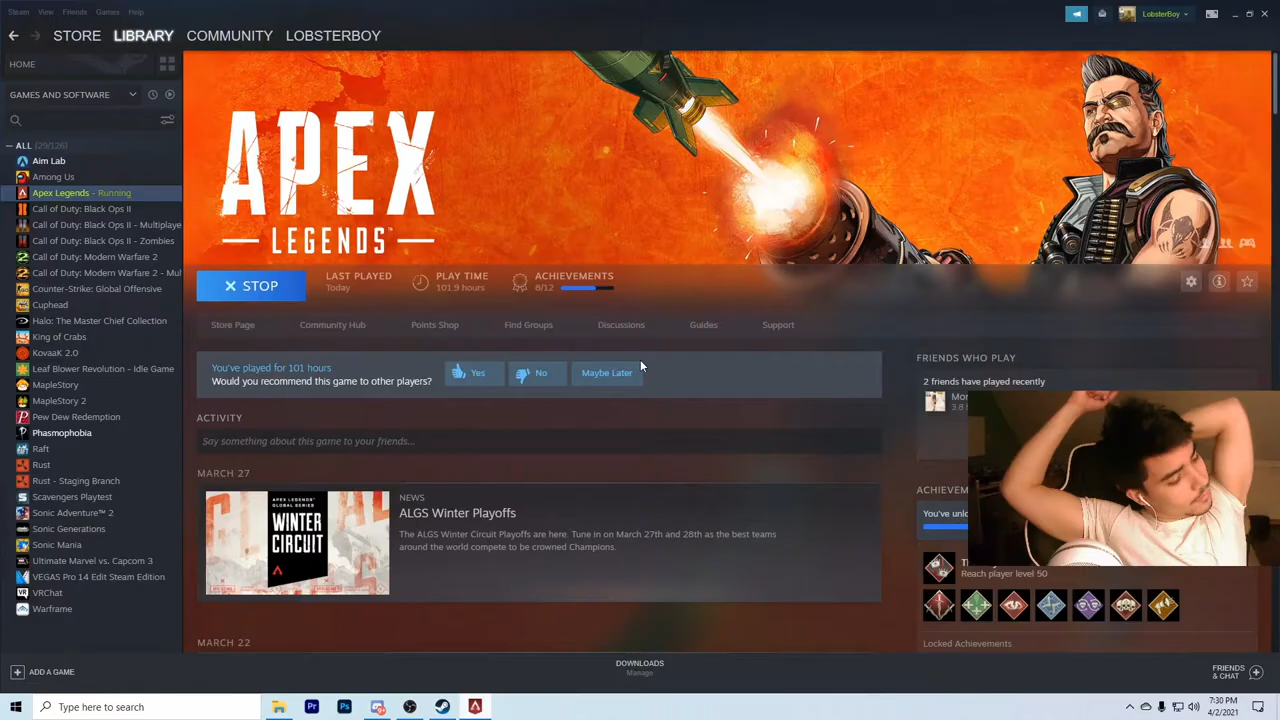 Steam View Friends Games Help
LobsterBoy
STORE LIBRARY COMMUNITY LOBSTERBOY
HOME
GAMES AND SOFTWARE
ALL (29/126)
Aim Lab
Among Us
Apex Legends - Running
Call of Duty: Black Ops II
Call of Duty: Black Ops II - Multiplaye
Call of Duty: Black Ops II - Zombies
Call of Duty: Modern Warfare 2
Call of Duty: Modern Warfare 2 - Mul
Counter-Strike: Global Offensive
Cuphead
Halo: The Master Chief Collection
King of Crabs
KovaaK 2.0
Leaf Blower Revolution - Idle Game
MapleStory
MapleStory 2
Pew Dew Redemption
Phasmophobia
Raft
Rust
Rust - Staging Branch
Scavengers Playtest
Sonic Adventure™ 2
Sonic Generations
Sonic Mania
Ultimate Marvel vs. Capcom 3
VEGAS Pro 14 Edit Steam Edition
VRChat
Warframe
ADD A GAME
APEX
LEGENDS™
STOP
LAST PLAYED
Today
PLAY TIME
101.9 hours
ACHIEVEMENTS
8/12
Store Page Community Hub Points Shop Find Groups Discussions Guides Support
You've played for 101 hours
Would you recommend this game to other players?
Yes No Maybe Later
ACTIVITY
Say something about this game to your friends...
MARCH 27
APEX LEGENDS™
GLOBAL SERIES
WINTER
CIRCUIT
NEWS
ALGS Winter Playoffs
The ALGS Winter Circuit Playoffs are here. Tune in on March 27th and 28th as the best teams
around the world compete to be crowned Champions.
MARCH 22
FRIENDS WHO PLAY
2 friends have played recently
3.8
ACHIEVEM
You've unlo
Reach player level 50
Locked Achievements
DOWNLOADS
Manage
FRIENDS
& CHAT
Type here to search
Pr Ps
7:30 PM
4/2/2021